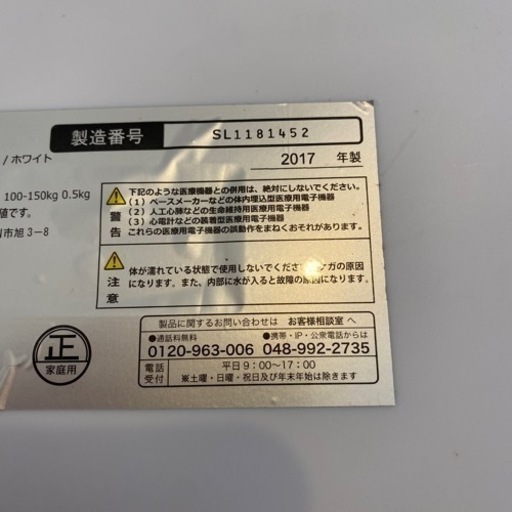 製造番号 SL1181452
/ ホワイト
2017 年製
100-150kg 0.5kg
値です。
市旭 3−8
警告
下記のような医療機器との併用は、絶対にしないでください。
(1) ペースメーカーなどの体内埋込型医療用電子機器
(2) 人工心肺などの生命維持用医療用電子機器
(3) 心電計などの装着型医療用電子機器
これらの医療用電子機器の誤動作をまねくおそれがあります。
注意
体が濡れている状態で使用しないでくださ ガの原因
になります。また、内部に水が入ると故障の原因になります。
正
家庭用
製品に関するお問い合わせは お客様相談室 へ
●通話料無料 ●携帯・IP・公衆電話からは
0120-963-006 048-992-2735
電話受付
平日 9：00〜17：00
※土曜・日曜・祝日及び年末年始は除きます